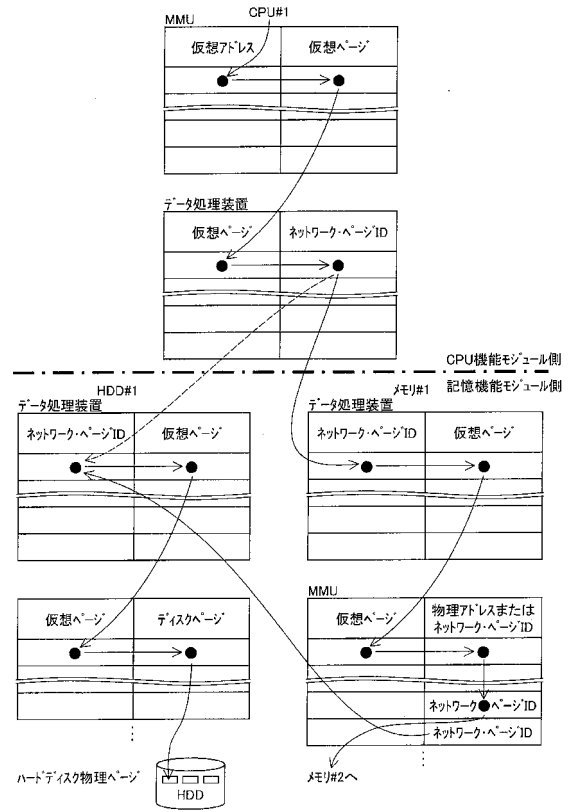 CPU#1
MMU
仮想アドレス 仮想ページ
データ処理装置
仮想ページ ネットワーク・ページID
CPU機能モジュール側
記憶機能モジュール側
HDD#1
データ処理装置
ネットワーク・ページID 仮想ページ
メモリ#1
データ処理装置
ネットワーク・ページID 仮想ページ
仮想ページ ディスクページ
MMU
仮想ページ 物理アドレスまたは
ネットワーク・ページID
ネットワーク・ページID
ネットワーク・ページID
ハードディスク物理ページ
HDD
メモリ#2へ